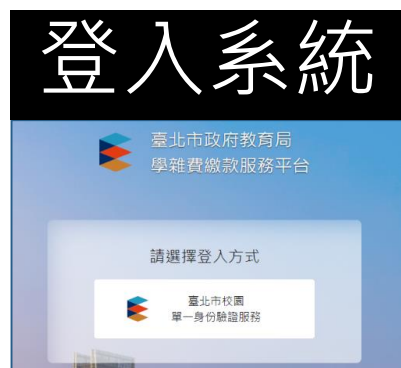 登入系統
臺北市政府教育局
學雜費繳款服務平台
請選擇登入方式
臺北市校園
單一身份驗證服務